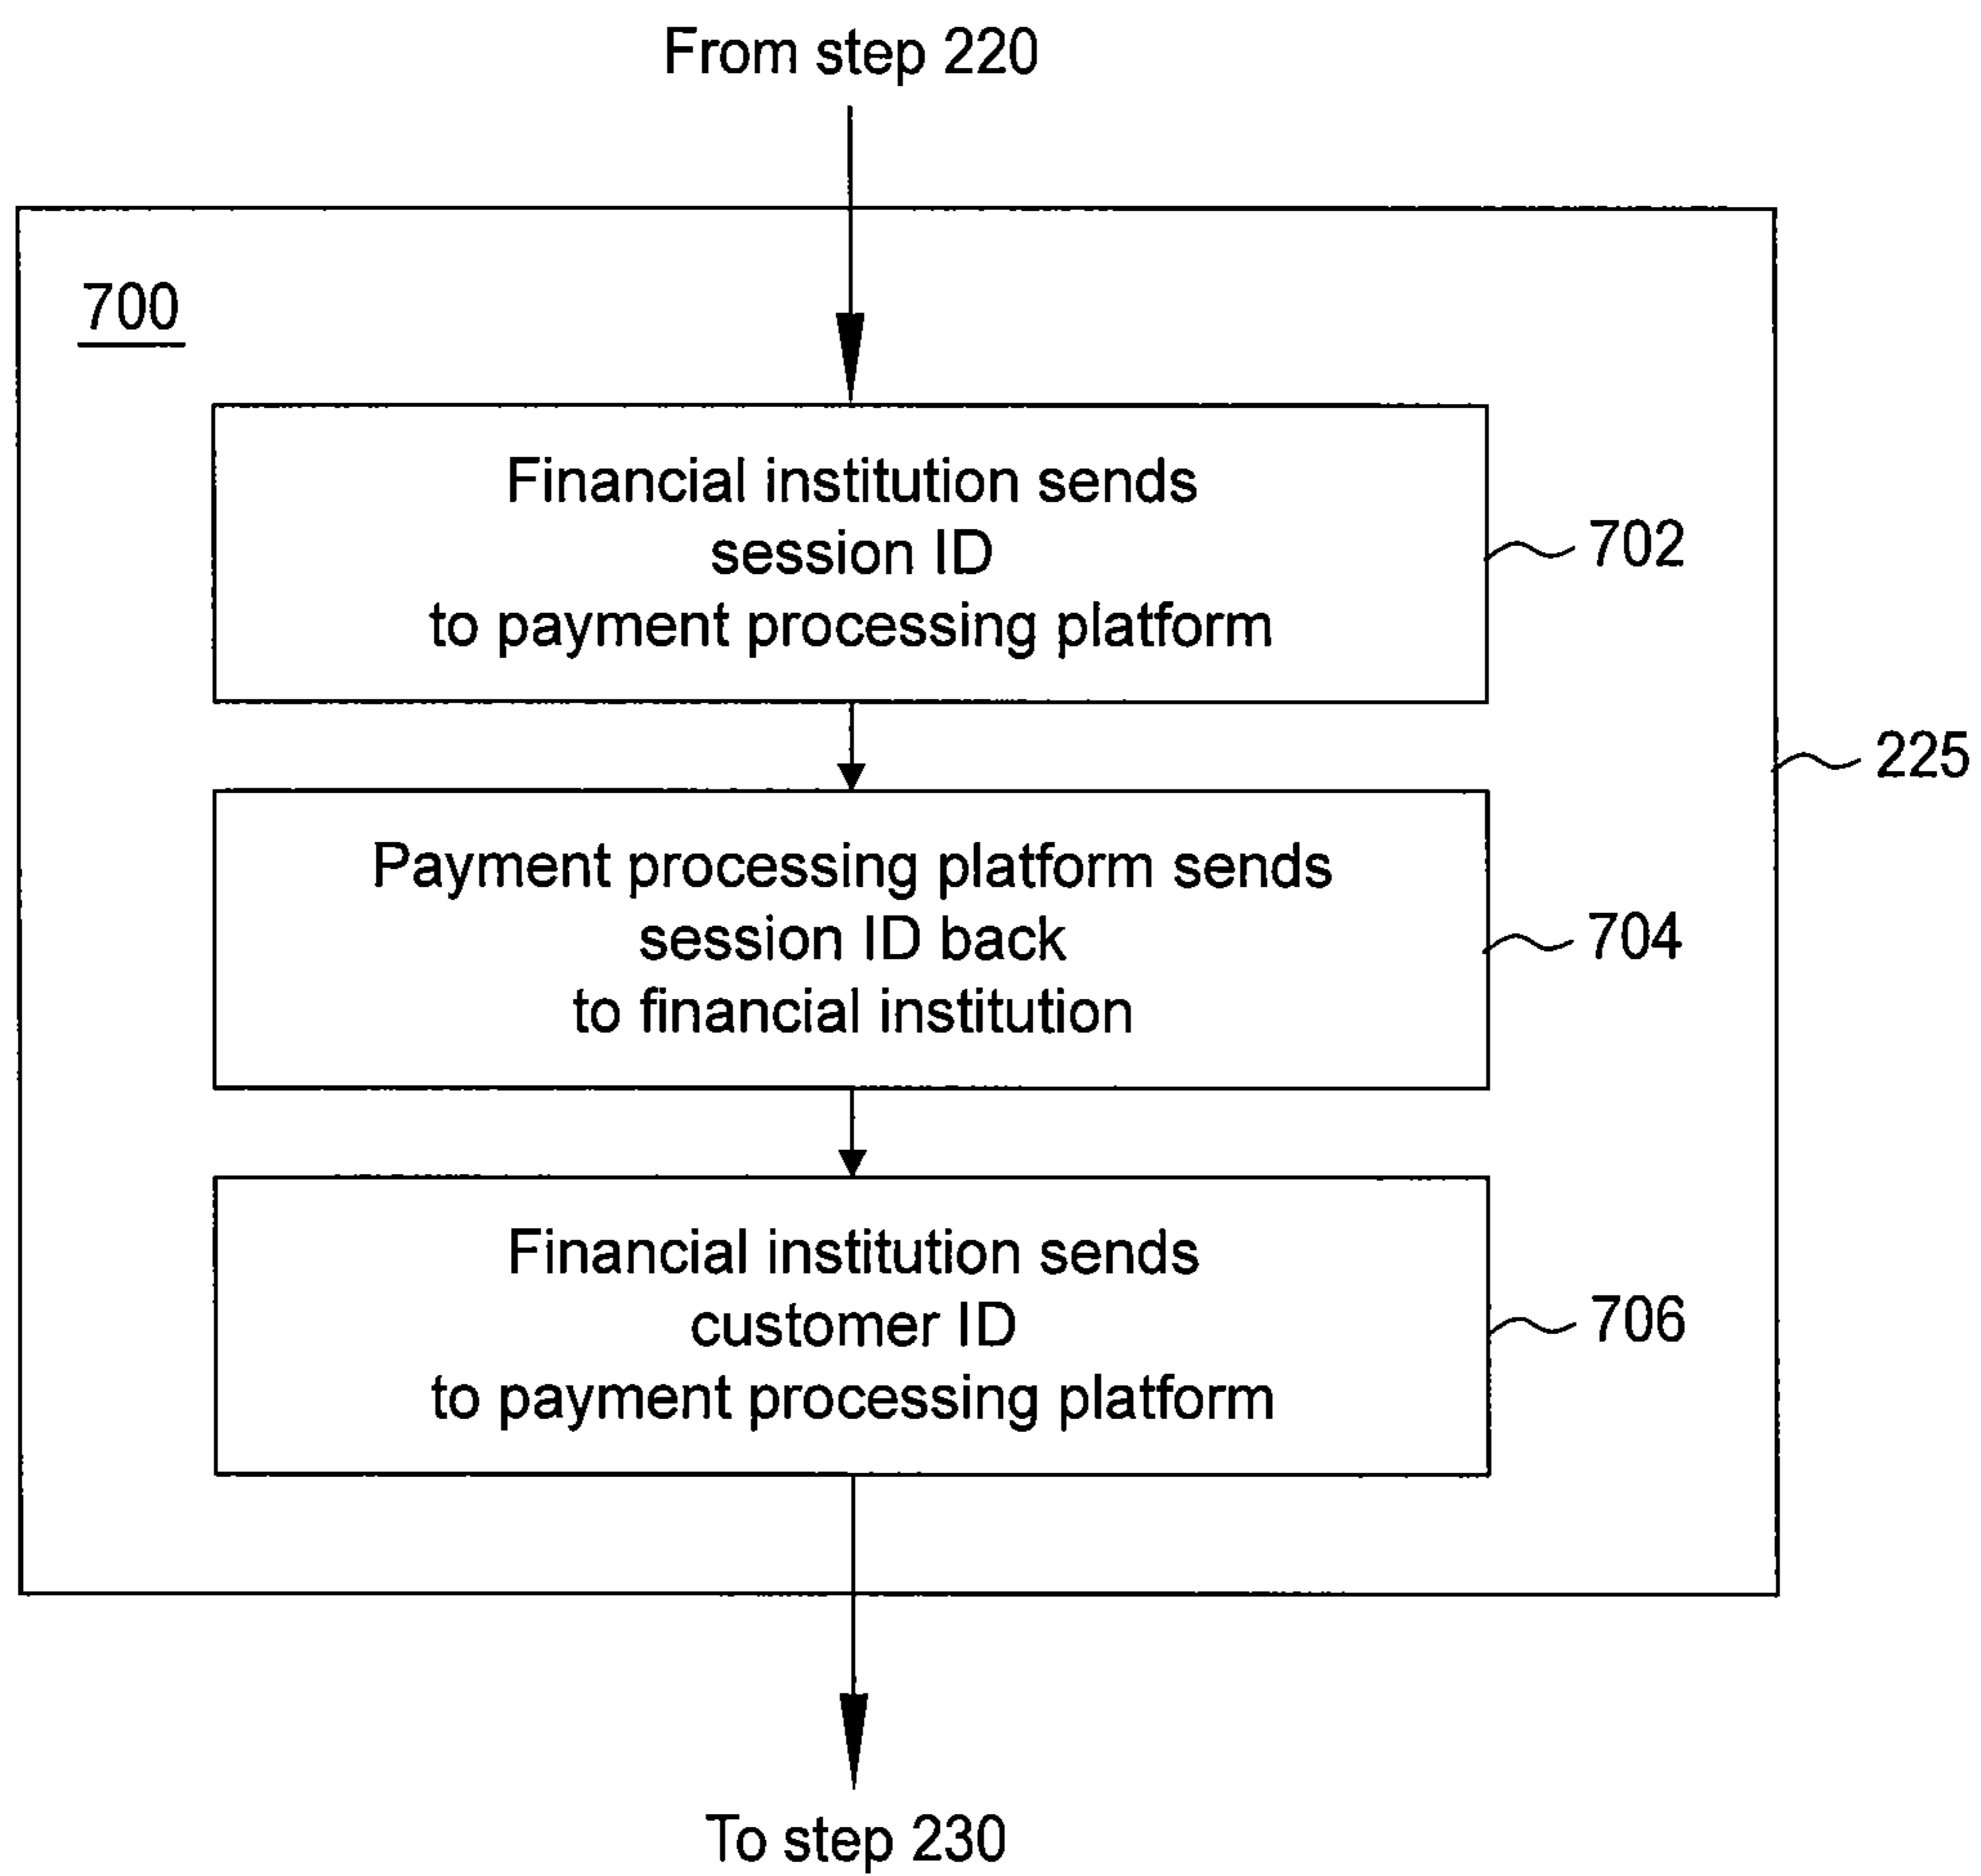 From step 220
700
Financial institution sends
session ID
to payment processing platform
702
225
Payment processing platform sends
session ID back
to financial institution
704
Financial institution sends
customer ID
to payment processing platform
706
To step 230